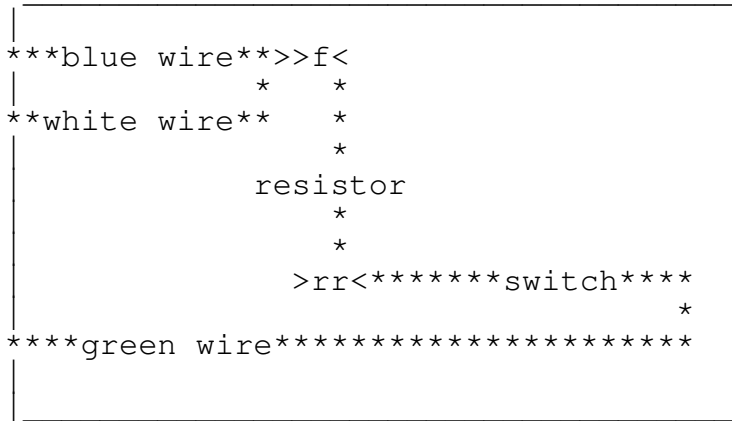 ***blue wire**>>f<
* *
**white wire** *
*
resistor
*
*
>rr<*******switch****
*
****green wire**********************